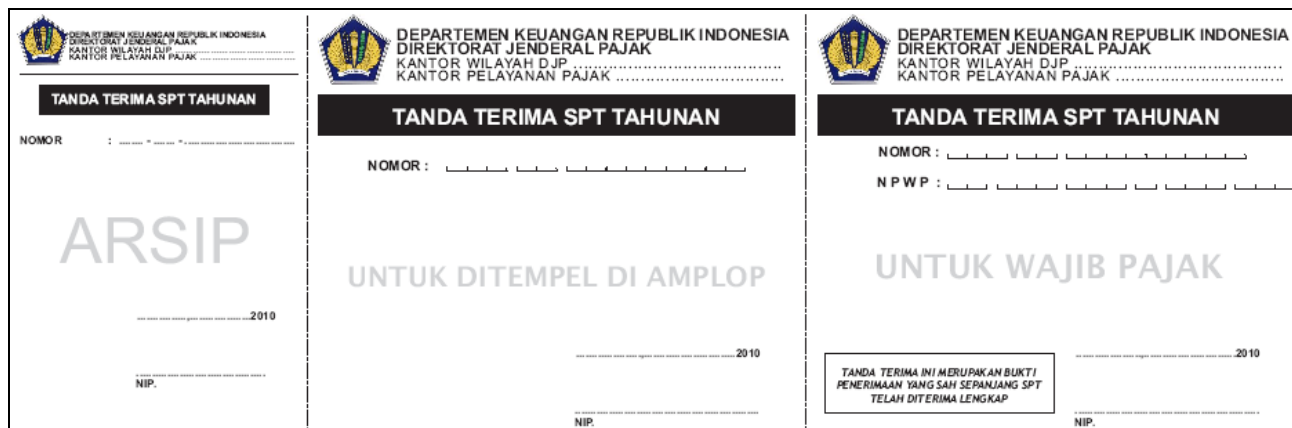 DEPARTEMEN KEUANGAN REPUBLIK INDONESIA
DIREKTORAT JENDERAL PAJAK
KANTOR WILAYAH DJP ........................................
KANTOR PELAYANAN PAJAK ................................
TANDA TERIMA SPT TAHUNAN
NOMOR : ........ - ....... - ...................................
ARSIP
....................,......................2010
.............................................
NIP.
DEPARTEMEN KEUANGAN REPUBLIK INDONESIA
DIREKTORAT JENDERAL PAJAK
KANTOR WILAYAH DJP ........................................
KANTOR PELAYANAN PAJAK ................................
TANDA TERIMA SPT TAHUNAN
NOMOR :
UNTUK DITEMPEL DI AMPLOP
....................,..............................2010
.............................................
NIP.
DEPARTEMEN KEUANGAN REPUBLIK INDONESIA
DIREKTORAT JENDERAL PAJAK
KANTOR WILAYAH DJP ........................................
KANTOR PELAYANAN PAJAK ................................
TANDA TERIMA SPT TAHUNAN
NOMOR :
NPWP :
UNTUK WAJIB PAJAK
....................,..............................2010
TANDA TERIMA INI MERUPAKAN BUKTI
PENERIMAAN YANG SAH SEPANJANG SPT
TELAH DITERIMA LENGKAP
.............................................
NIP.